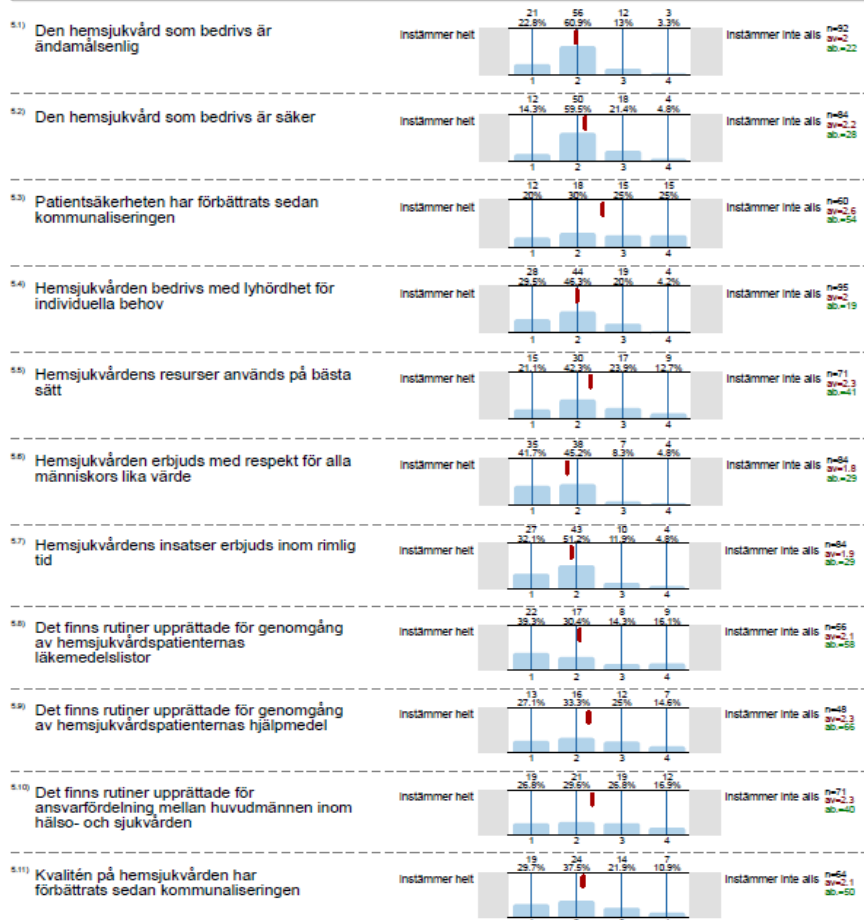 21 56 12 3
22.8% 60.9% 13% 3.3%
5.1) Den hemsjukvård som bedrivs är
ändamålsenlig
Instämmer helt
Instämmer inte alls
n=92
av=2
ab.=22
1 2 3 4
12 50 18 4
14.3% 59.5% 21.4% 4.8%
5.2) Den hemsjukvård som bedrivs är säker
Instämmer helt
Instämmer inte alls
n=84
av=2.2
ab.=28
1 2 3 4
12 18 15 15
20% 30% 25% 25%
5.3) Patientsäkerheten har förbättrats sedan
kommunaliseringen
Instämmer helt
Instämmer inte alls
n=60
av=2.6
ab.=54
1 2 3 4
28 44 19 4
29.5% 46.3% 20% 4.2%
5.4) Hemsjukvården bedrivs med lyhördhet för
individuella behov
Instämmer helt
Instämmer inte alls
n=95
av=2
ab.=19
1 2 3 4
15 30 17 9
21.1% 42.3% 23.9% 12.7%
5.5) Hemsjukvårdens resurser används på bästa
sätt
Instämmer helt
Instämmer inte alls
n=71
av=2.3
ab.=41
1 2 3 4
35 38 7 4
41.7% 45.2% 8.3% 4.8%
5.6) Hemsjukvården erbjuds med respekt för alla
människors lika värde
Instämmer helt
Instämmer inte alls
n=84
av=1.8
ab.=29
1 2 3 4
27 43 10 4
32.1% 51.2% 11.9% 4.8%
5.7) Hemsjukvårdens insatser erbjuds inom rimlig
tid
Instämmer helt
Instämmer inte alls
n=84
av=1.9
ab.=29
1 2 3 4
22 17 8 9
39.3% 30.4% 14.3% 16.1%
5.8) Det finns rutiner upprättade för genomgång
av hemsjukvårdspatienternas
läkemedelslistor
Instämmer helt
Instämmer inte alls
n=56
av=2.1
ab.=58
1 2 3 4
13 16 12 7
27.1% 33.3% 25% 14.6%
5.9) Det finns rutiner upprättade för genomgång
av hemsjukvårdspatienternas hjälpmedel
Instämmer helt
Instämmer inte alls
n=48
av=2.3
ab.=66
1 2 3 4
19 21 19 12
26.8% 29.6% 26.8% 16.9%
5.10) Det finns rutiner upprättade för
ansvarfördelning mellan huvudmännen inom
hälso- och sjukvården
Instämmer helt
Instämmer inte alls
n=71
av=2.3
ab.=40
1 2 3 4
19 24 14 7
29.7% 37.5% 21.9% 10.9%
5.11) Kvalitén på hemsjukvården har
förbättrats sedan kommunaliseringen
Instämmer helt
Instämmer inte alls
n=64
av=2.1
ab.=50